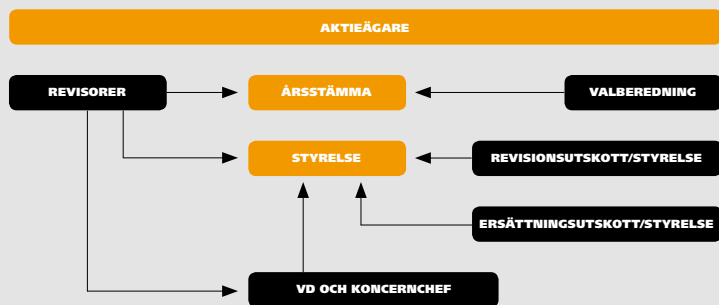 AKTIEÄGARE
REVISORER
ÅRSSTÄMMA
VALBEREDNING
STYRELSE
REVISIONSUTSKOTT/STYRELSE
ERSÄTTNINGSUTSKOTT/STYRELSE
VD OCH KONCERNCHEF